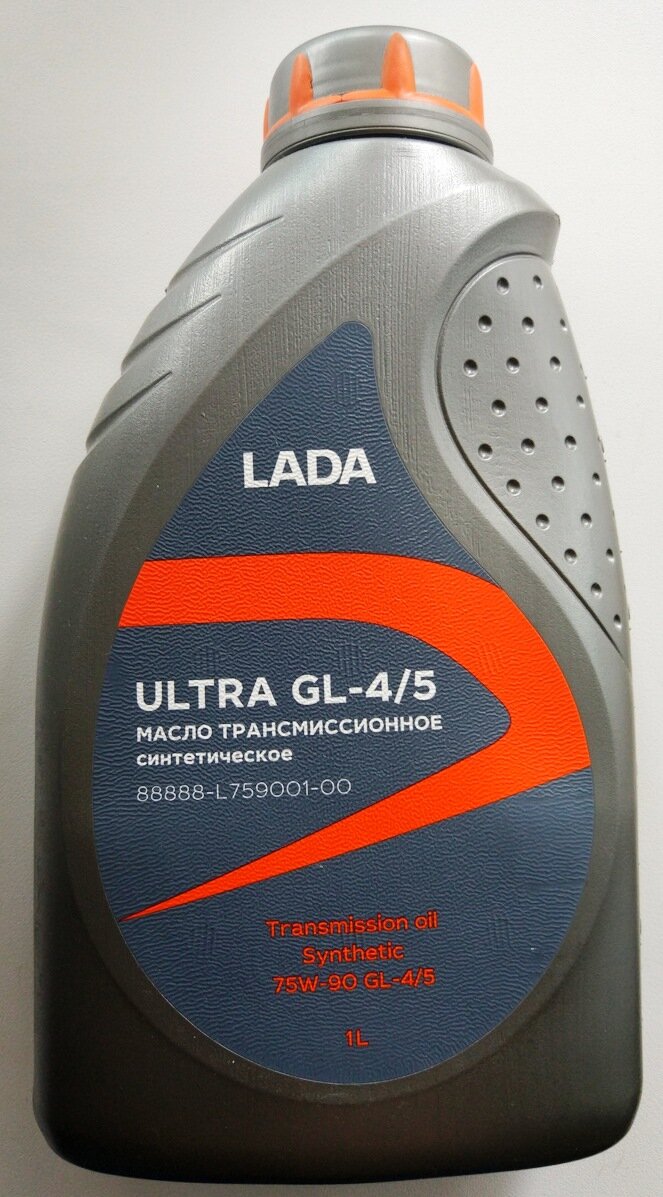 LADA
ULTRA GL-4/5
МАСЛО ТРАНСМИССИОННОЕ
синтетическое
88888-L759001-00
Transmission oil
Synthetic
75W-90 GL-4/5
1L